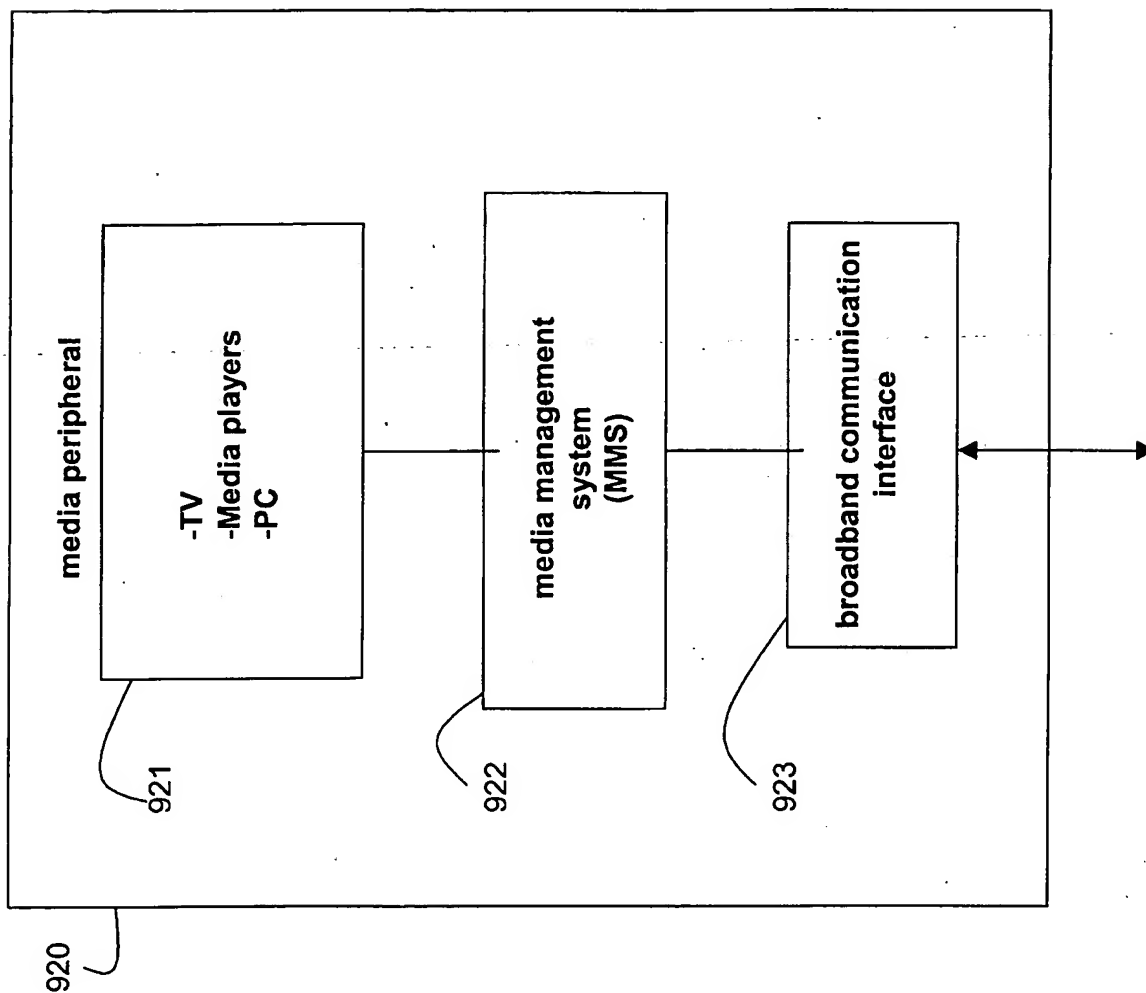 media peripheral
-TV
-Media players
-PC
media management
system
(MMS)
broadband communication
interface
920
921
922
923